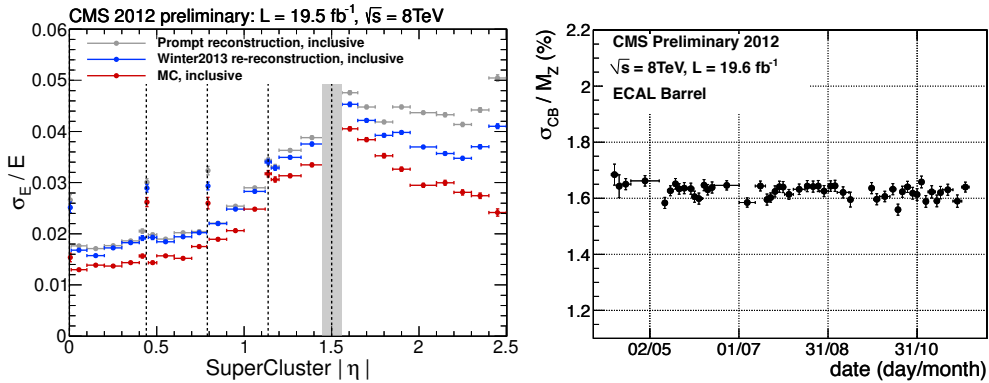 CMS 2012 preliminary: L = 19.5 fb⁻¹, √s = 8TeV
σE / E
0.06
0.05
0.04
0.03
0.02
0.01
0
Prompt reconstruction, inclusive
Winter2013 re-reconstruction, inclusive
MC, inclusive
0 0.5 1 1.5 2 2.5
SuperCluster | η |
σCB / MZ (%)
2.2
2
1.8
1.6
1.4
1.2
CMS Preliminary 2012
√s = 8TeV, L = 19.6 fb⁻¹
ECAL Barrel
02/05 01/07 31/08 31/10
date (day/month)